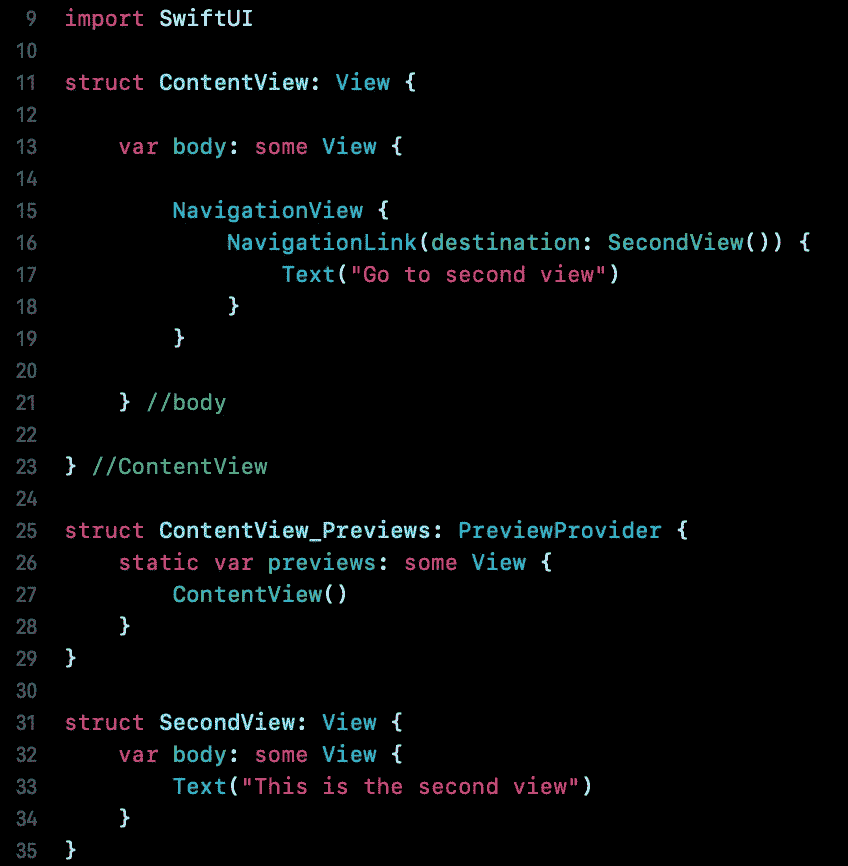 9 import SwiftUI
10
11 struct ContentView: View {
12
13     var body: some View {
14
15         NavigationView {
16             NavigationLink(destination: SecondView()) {
17                 Text("Go to second view")
18             }
19         }
20
21     } //body
22
23 } //ContentView
24
25 struct ContentView_Previews: PreviewProvider {
26     static var previews: some View {
27         ContentView()
28     }
29 }
30
31 struct SecondView: View {
32     var body: some View {
33         Text("This is the second view")
34     }
35 }